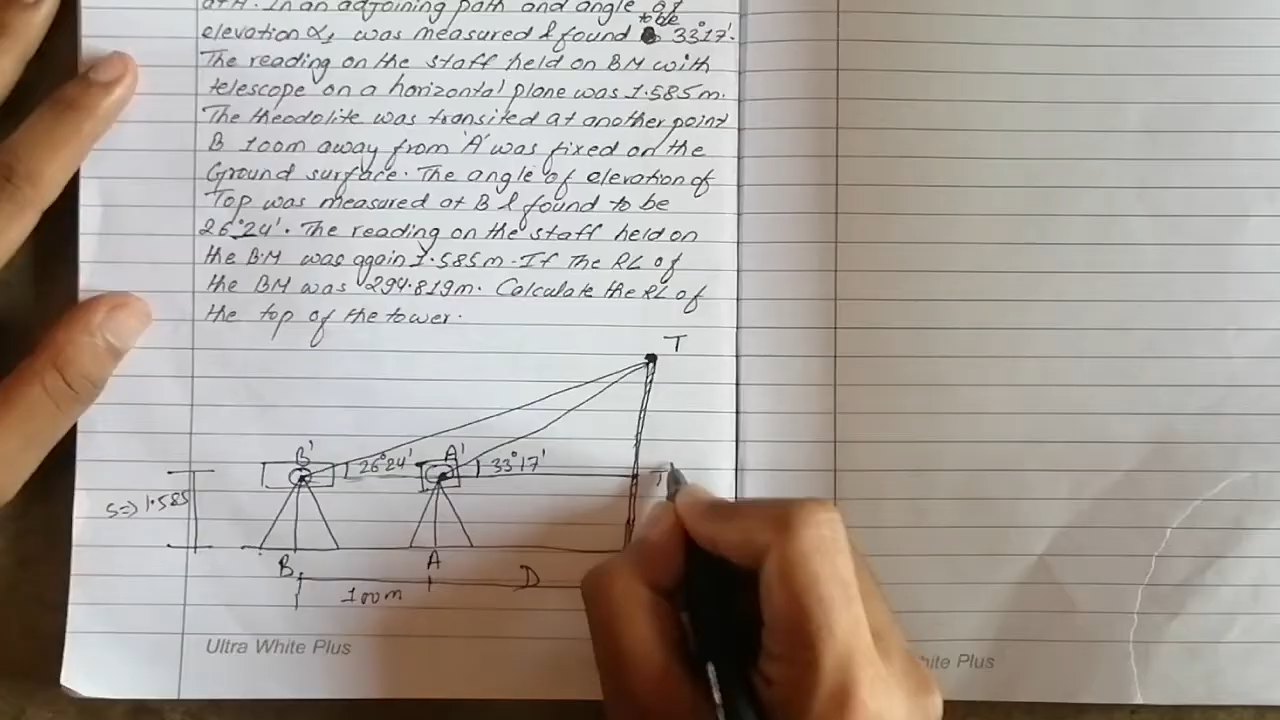 at A. In an adjoining path and angle of
elevation α₁ was measured & found to be 33°17'.
The reading on the staff held on BM with
telescope on a horizontal plane was 1.585m.
The theodolite was transited at another point
B 100m away from 'A' was fixed on the
Ground surface. The angle of elevation of
Top was measured at B & found to be
26°24'. The reading on the staff held on
the B.M was again 1.585m. If the RL of
the BM was 294.819m. Calculate the RL of
the top of the tower.
T
B' 26°24' A' 33°17' T'
S=) 1.585
B A D
100m
Ultra White Plus
hite Plus